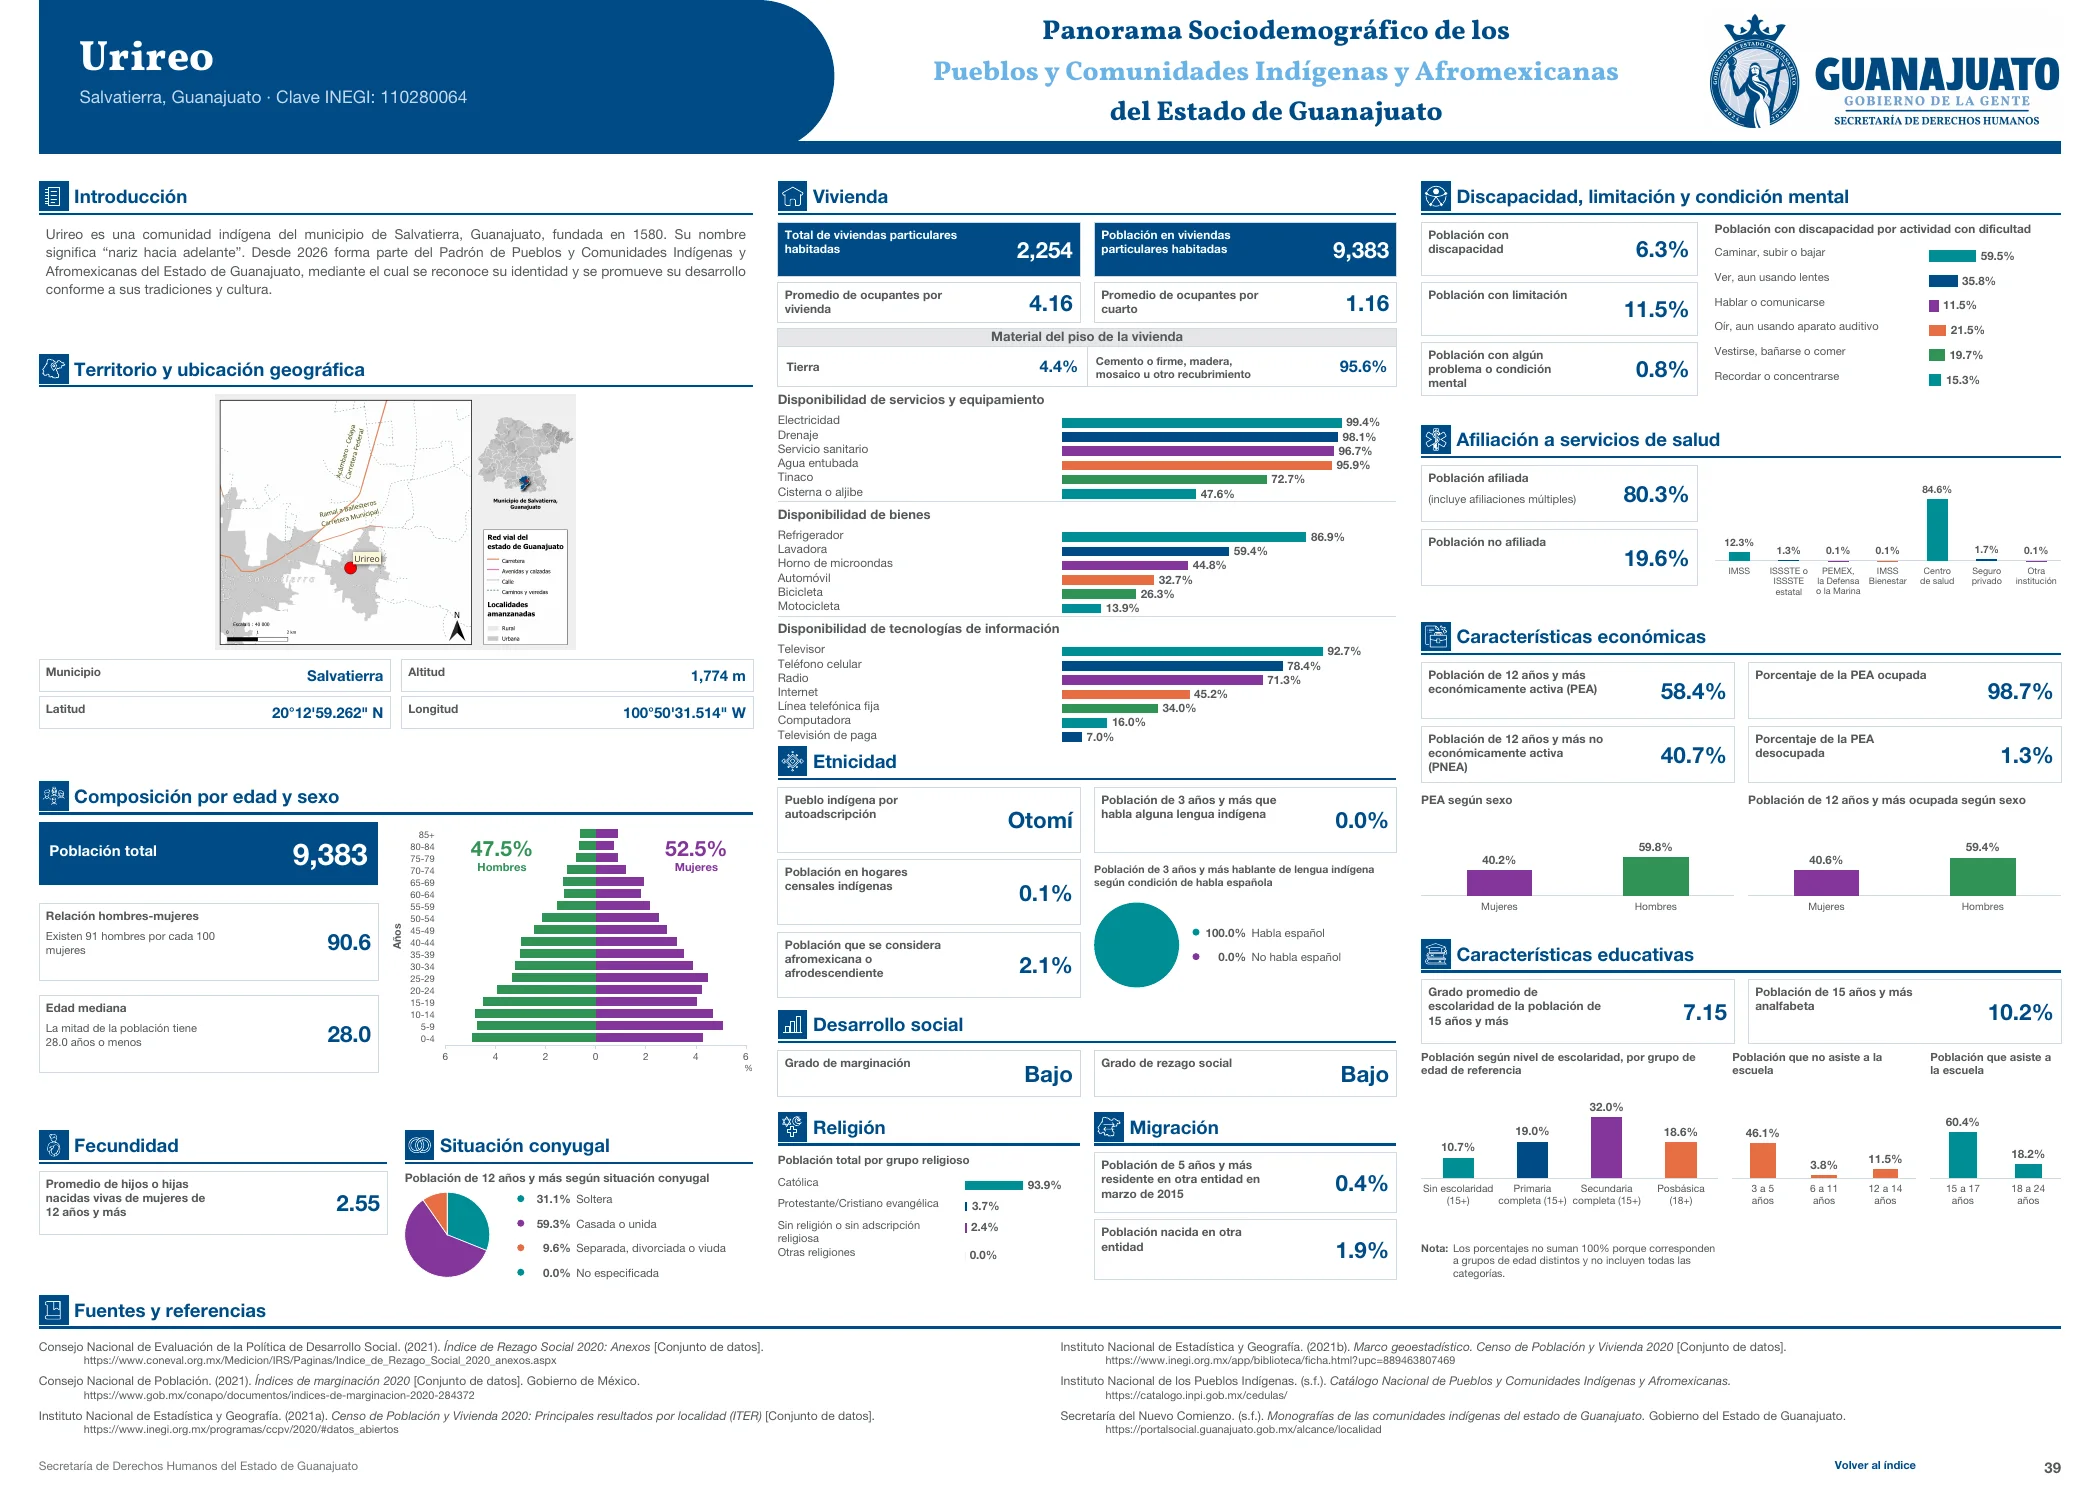 Urireo
Salvatierra, Guanajuato · Clave INEGI: 110280064
Panorama Sociodemográfico de los
Pueblos y Comunidades Indígenas y Afromexicanas
del Estado de Guanajuato
GUANAJUATO
GOBIERNO DE LA GENTE
SECRETARÍA DE DERECHOS HUMANOS
Introducción
Urireo es una comunidad indígena del municipio de Salvatierra, Guanajuato, fundada en 1580. Su nombre
significa “nariz hacia adelante”. Desde 2026 forma parte del Padrón de Pueblos y Comunidades Indígenas y
Afromexicanas del Estado de Guanajuato, mediante el cual se reconoce su identidad y se promueve su desarrollo
conforme a sus tradiciones y cultura.
Territorio y ubicación geográfica
Acámbaro - Celaya
Carretera Federal
Ramal a Ballesteros
Carretera Municipal
Urireo
Salvatierra
Escala 1 : 40 000
0 1 2 km
N
Municipio de Salvatierra,
Guanajuato
Red vial del
estado de Guanajuato
Carretera
Avenidas y calzadas
Calle
Caminos y veredas
Localidades
amanzanadas
Rural
Urbana
Municipio
Salvatierra
Altitud
1,774 m
Latitud
20°12'59.262" N
Longitud
100°50'31.514" W
Composición por edad y sexo
Población total
9,383
Relación hombres-mujeres
Existen 91 hombres por cada 100
mujeres
90.6
Edad mediana
La mitad de la población tiene
28.0 años o menos
28.0
47.5%
Hombres
52.5%
Mujeres
Años
85+
80-84
75-79
70-74
65-69
60-64
55-59
50-54
45-49
40-44
35-39
30-34
25-29
20-24
15-19
10-14
5-9
0-4
6 4 2 0 2 4 6
%
Fecundidad
Promedio de hijos o hijas
nacidas vivas de mujeres de
12 años y más
2.55
Situación conyugal
Población de 12 años y más según situación conyugal
31.1% Soltera
59.3% Casada o unida
9.6% Separada, divorciada o viuda
0.0% No especificada
Vivienda
Total de viviendas particulares
habitadas
2,254
Población en viviendas
particulares habitadas
9,383
Promedio de ocupantes por
vivienda
4.16
Promedio de ocupantes por
cuarto
1.16
Material del piso de la vivienda
Tierra
4.4%
Cemento o firme, madera,
mosaico u otro recubrimiento
95.6%
Disponibilidad de servicios y equipamiento
Electricidad 99.4%
Drenaje 98.1%
Servicio sanitario 96.7%
Agua entubada 95.9%
Tinaco 72.7%
Cisterna o aljibe 47.6%
Disponibilidad de bienes
Refrigerador 86.9%
Lavadora 59.4%
Horno de microondas 44.8%
Automóvil 32.7%
Bicicleta 26.3%
Motocicleta 13.9%
Disponibilidad de tecnologías de información
Televisor 92.7%
Teléfono celular 78.4%
Radio 71.3%
Internet 45.2%
Línea telefónica fija 34.0%
Computadora 16.0%
Televisión de paga 7.0%
Etnicidad
Pueblo indígena por
autoadscripción
Otomí
Población de 3 años y más que
habla alguna lengua indígena
0.0%
Población en hogares
censales indígenas
0.1%
Población que se considera
afromexicana o
afrodescendiente
2.1%
Población de 3 años y más hablante de lengua indígena
según condición de habla española
100.0% Habla español
0.0% No habla español
Desarrollo social
Grado de marginación
Bajo
Grado de rezago social
Bajo
Religión
Población total por grupo religioso
Católica 93.9%
Protestante/Cristiano evangélica 3.7%
Sin religión o sin adscripción
religiosa
2.4%
Otras religiones 0.0%
Migración
Población de 5 años y más
residente en otra entidad en
marzo de 2015
0.4%
Población nacida en otra
entidad
1.9%
Discapacidad, limitación y condición mental
Población con
discapacidad
6.3%
Población con limitación
11.5%
Población con algún
problema o condición
mental
0.8%
Población con discapacidad por actividad con dificultad
Caminar, subir o bajar 59.5%
Ver, aun usando lentes 35.8%
Hablar o comunicarse 11.5%
Oír, aun usando aparato auditivo 21.5%
Vestirse, bañarse o comer 19.7%
Recordar o concentrarse 15.3%
Afiliación a servicios de salud
Población afiliada
(incluye afiliaciones múltiples)
80.3%
Población no afiliada
19.6%
12.3% 1.3% 0.1% 0.1% 84.6% 1.7% 0.1%
IMSS
ISSSTE o
ISSSTE
estatal
PEMEX,
la Defensa
o la Marina
IMSS
Bienestar
Centro
de salud
Seguro
privado
Otra
institución
Características económicas
Población de 12 años y más
económicamente activa (PEA)
58.4%
Porcentaje de la PEA ocupada
98.7%
Población de 12 años y más no
económicamente activa
(PNEA)
40.7%
Porcentaje de la PEA
desocupada
1.3%
PEA según sexo
40.2% 59.8%
Mujeres Hombres
Población de 12 años y más ocupada según sexo
40.6% 59.4%
Mujeres Hombres
Características educativas
Grado promedio de
escolaridad de la población de
15 años y más
7.15
Población de 15 años y más
analfabeta
10.2%
Población según nivel de escolaridad, por grupo de
edad de referencia
10.7% 19.0% 32.0% 18.6%
Sin escolaridad
(15+)
Primaria
completa (15+)
Secundaria
completa (15+)
Posbásica
(18+)
Población que no asiste a la
escuela
46.1% 3.8% 11.5%
3 a 5
años
6 a 11
años
12 a 14
años
Población que asiste a
la escuela
60.4% 18.2%
15 a 17
años
18 a 24
años
Nota: Los porcentajes no suman 100% porque corresponden
a grupos de edad distintos y no incluyen todas las
categorías.
Fuentes y referencias
Consejo Nacional de Evaluación de la Política de Desarrollo Social. (2021). Índice de Rezago Social 2020: Anexos [Conjunto de datos].
https://www.coneval.org.mx/Medicion/IRS/Paginas/Indice_de_Rezago_Social_2020_anexos.aspx
Consejo Nacional de Población. (2021). Índices de marginación 2020 [Conjunto de datos]. Gobierno de México.
https://www.gob.mx/conapo/documentos/indices-de-marginacion-2020-284372
Instituto Nacional de Estadística y Geografía. (2021a). Censo de Población y Vivienda 2020: Principales resultados por localidad (ITER) [Conjunto de datos].
https://www.inegi.org.mx/programas/ccpv/2020/#datos_abiertos
Instituto Nacional de Estadística y Geografía. (2021b). Marco geoestadístico. Censo de Población y Vivienda 2020 [Conjunto de datos].
https://www.inegi.org.mx/app/biblioteca/ficha.html?upc=889463807469
Instituto Nacional de los Pueblos Indígenas. (s.f.). Catálogo Nacional de Pueblos y Comunidades Indígenas y Afromexicanas.
https://catalogo.inpi.gob.mx/cedulas/
Secretaría del Nuevo Comienzo. (s.f.). Monografías de las comunidades indígenas del estado de Guanajuato. Gobierno del Estado de Guanajuato.
https://portalsocial.guanajuato.gob.mx/alcance/localidad
Secretaría de Derechos Humanos del Estado de Guanajuato
Volver al índice
39